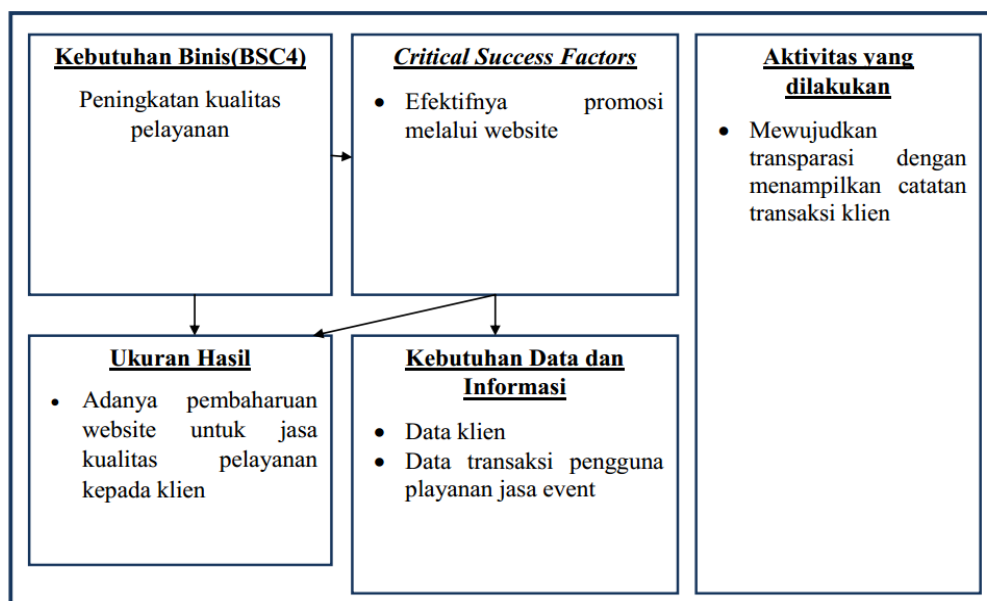 Kebutuhan Binis(BSC4)
Peningkatan kualitas
pelayanan
Critical Success Factors
• Efektifnya promosi
melalui website
Aktivitas yang
dilakukan
• Mewujudkan
transparasi dengan
menampilkan catatan
transaksi klien
Ukuran Hasil
• Adanya pembaharuan
website untuk jasa
kualitas pelayanan
kepada klien
Kebutuhan Data dan
Informasi
• Data klien
• Data transaksi pengguna
playanan jasa event